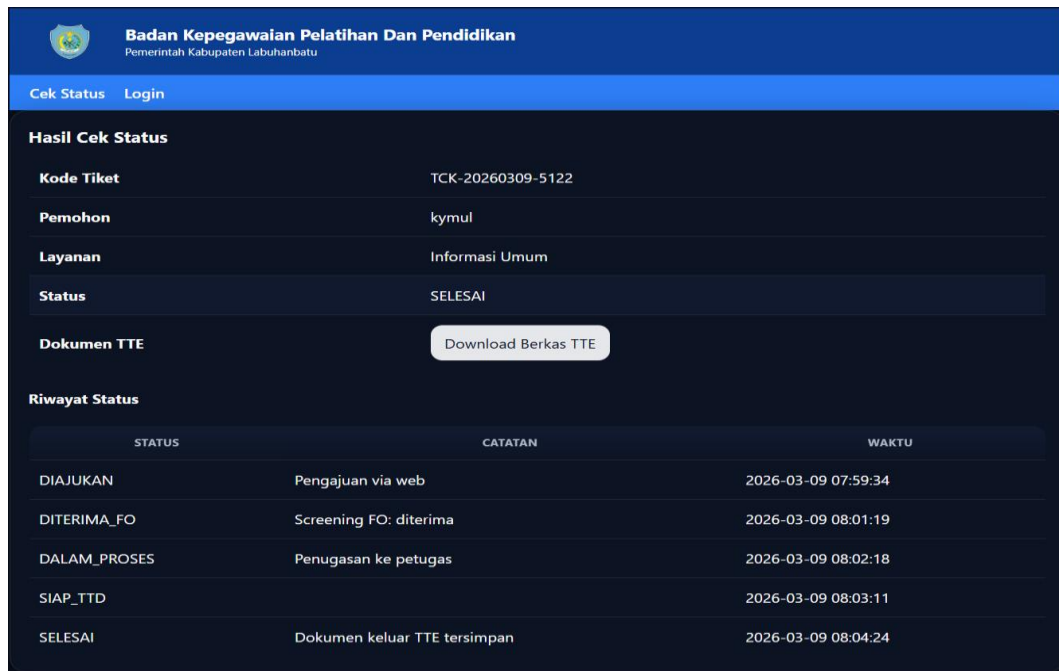 Badan Kepegawaian Pelatihan Dan Pendidikan
Pemerintah Kabupaten Labuhanbatu
Cek Status Login
Hasil Cek Status
Kode Tiket TCK-20260309-5122
Pemohon kymul
Layanan Informasi Umum
Status SELESAI
Dokumen TTE Download Berkas TTE
Riwayat Status
STATUS CATATAN WAKTU
DIAJUKAN Pengajuan via web 2026-03-09 07:59:34
DITERIMA_FO Screening FO: diterima 2026-03-09 08:01:19
DALAM_PROSES Penugasan ke petugas 2026-03-09 08:02:18
SIAP_TTD 2026-03-09 08:03:11
SELESAI Dokumen keluar TTE tersimpan 2026-03-09 08:04:24